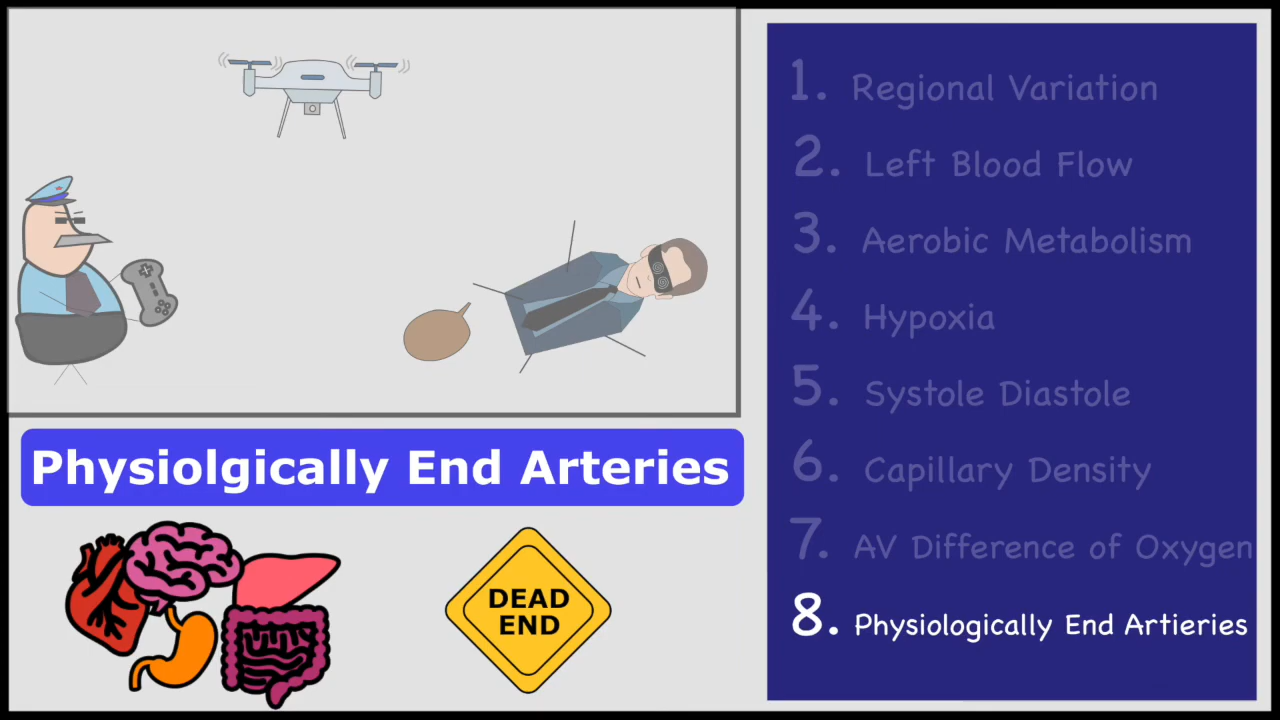 1. Regional Variation
2. Left Blood Flow
3. Aerobic Metabolism
4. Hypoxia
5. Systole Diastole
6. Capillary Density
7. AV Difference of Oxygen
8. Physiologically End Artieries
Physiolgically End Arteries
DEAD
END